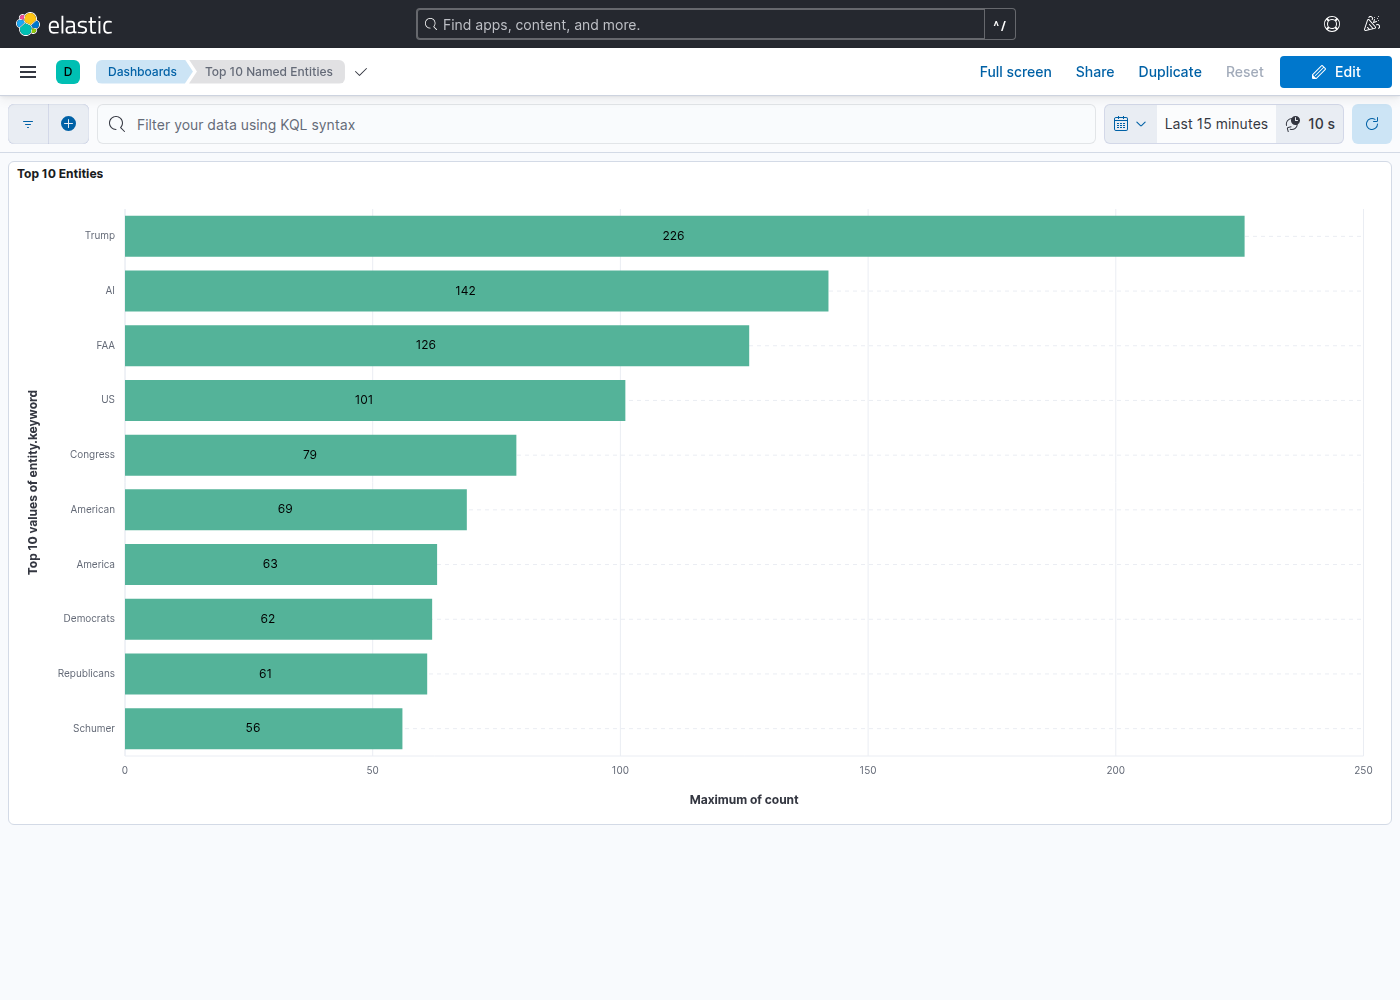 elastic
Find apps, content, and more.
^/
D
Dashboards
Top 10 Named Entities
Full screen
Share
Duplicate
Reset
Edit
Filter your data using KQL syntax
Last 15 minutes
10 s
Top 10 Entities
Top 10 values of entity.keyword
Trump
226
AI
142
FAA
126
US
101
Congress
79
American
69
America
63
Democrats
62
Republicans
61
Schumer
56
0
50
100
150
200
250
Maximum of count